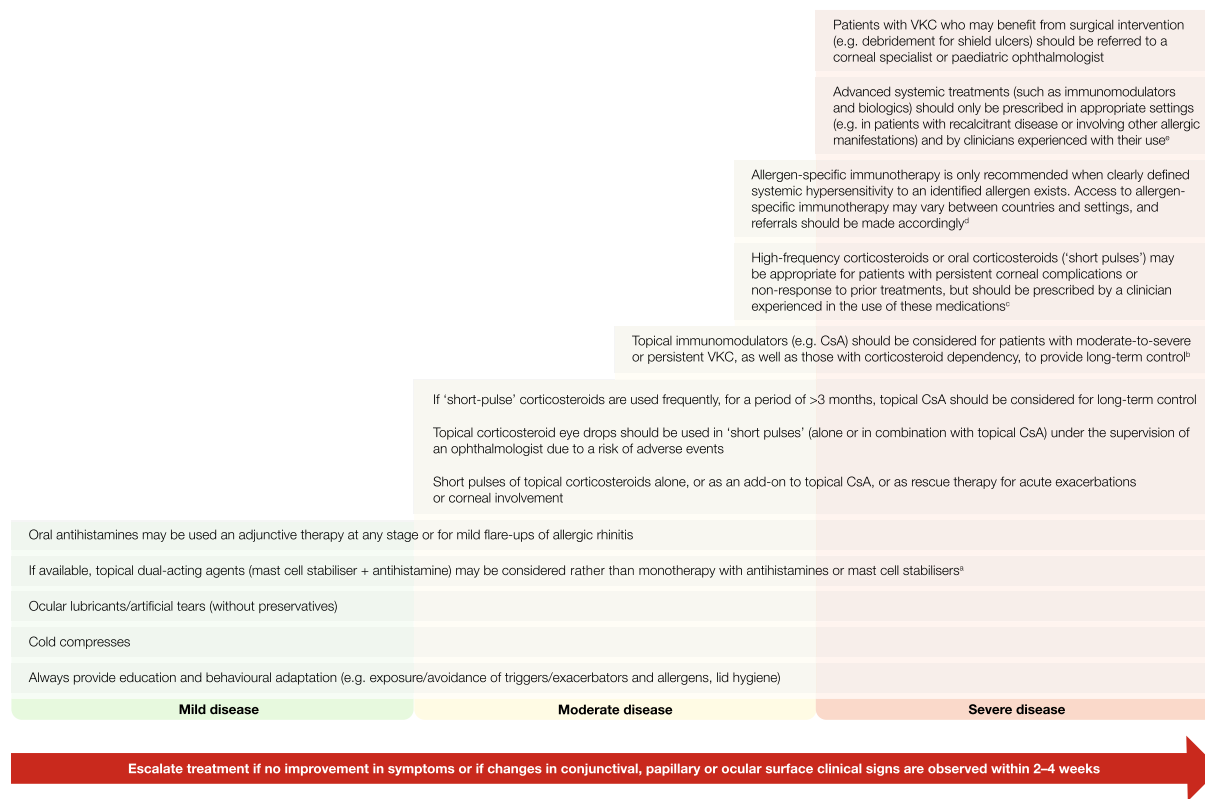 Patients with VKC who may benefit from surgical intervention
(e.g. debridement for shield ulcers) should be referred to a
corneal specialist or paediatric ophthalmologist
Advanced systemic treatments (such as immunomodulators
and biologics) should only be prescribed in appropriate settings
(e.g. in patients with recalcitrant disease or involving other allergic
manifestations) and by clinicians experienced with their useᵉ
Allergen-specific immunotherapy is only recommended when clearly defined
systemic hypersensitivity to an identified allergen exists. Access to allergen-
specific immunotherapy may vary between countries and settings, and
referrals should be made accordinglyᵈ
High-frequency corticosteroids or oral corticosteroids (‘short pulses’) may
be appropriate for patients with persistent corneal complications or
non-response to prior treatments, but should be prescribed by a clinician
experienced in the use of these medicationsᶜ
Topical immunomodulators (e.g. CsA) should be considered for patients with moderate-to-severe
or persistent VKC, as well as those with corticosteroid dependency, to provide long-term controlᵇ
If ‘short-pulse’ corticosteroids are used frequently, for a period of >3 months, topical CsA should be considered for long-term control
Topical corticosteroid eye drops should be used in ‘short pulses’ (alone or in combination with topical CsA) under the supervision of
an ophthalmologist due to a risk of adverse events
Short pulses of topical corticosteroids alone, or as an add-on to topical CsA, or as rescue therapy for acute exacerbations
or corneal involvement
Oral antihistamines may be used an adjunctive therapy at any stage or for mild flare-ups of allergic rhinitis
If available, topical dual-acting agents (mast cell stabiliser + antihistamine) may be considered rather than monotherapy with antihistamines or mast cell stabilisersᵃ
Ocular lubricants/artificial tears (without preservatives)
Cold compresses
Always provide education and behavioural adaptation (e.g. exposure/avoidance of triggers/exacerbators and allergens, lid hygiene)
Mild disease
Moderate disease
Severe disease
Escalate treatment if no improvement in symptoms or if changes in conjunctival, papillary or ocular surface clinical signs are observed within 2–4 weeks